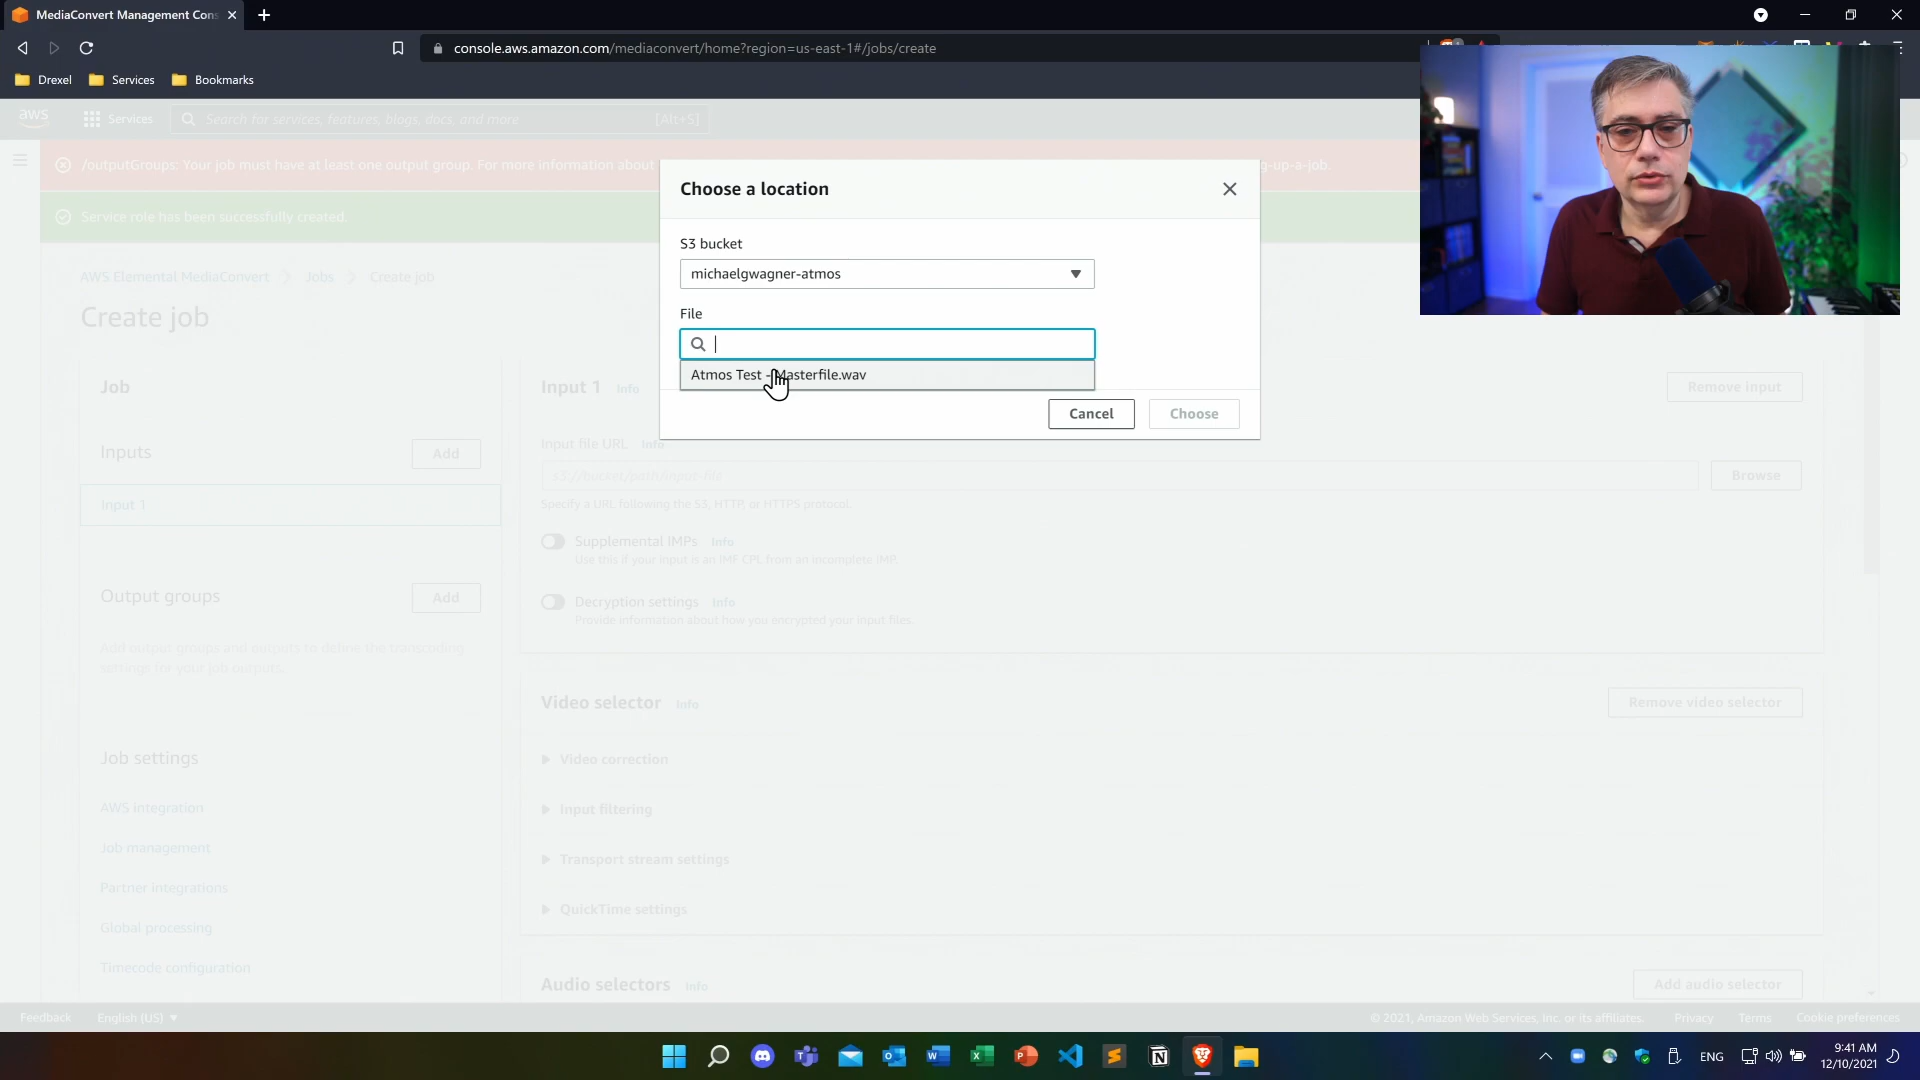 MediaConvert Management Cons
console.aws.amazon.com/mediaconvert/home?region=us-east-1#/jobs/create
Drexel
Services
Bookmarks
aws
Services
Search for services, features, blogs, docs, and more
[Alt+S]
/outputGroups: Your job must have at least one output group. For more information about
g-up-a-job.
Service role has been successfully created.
Choose a location
S3 bucket
michaelgwagner-atmos
File
Atmos Test - Masterfile.wav
Cancel
Choose
AWS Elemental MediaConvert
Jobs
Create job
Create job
Job
Inputs
Add
Input 1
Output groups
Add
Add output groups and outputs to define the transcoding
settings for your job outputs.
Job settings
AWS integration
Job management
Partner integrations
Global processing
Timecode configuration
Input 1 Info
Remove input
Input file URL Info
s3://bucket/path/input-file
Browse
Specify a URL following the S3, HTTP, or HTTPS protocol.
Supplemental IMPs Info
Use this if your input is an IMF CPL from an incomplete IMP.
Decryption settings Info
Provide information about how you encrypted your input files.
Video selector Info
Remove video selector
Video correction
Input filtering
Transport stream settings
QuickTime settings
Audio selectors Info
Add audio selector
Feedback
English (US)
© 2021, Amazon Web Services, Inc. or its affiliates.
Privacy
Terms
Cookie preferences
ENG
9:41 AM
12/10/2021